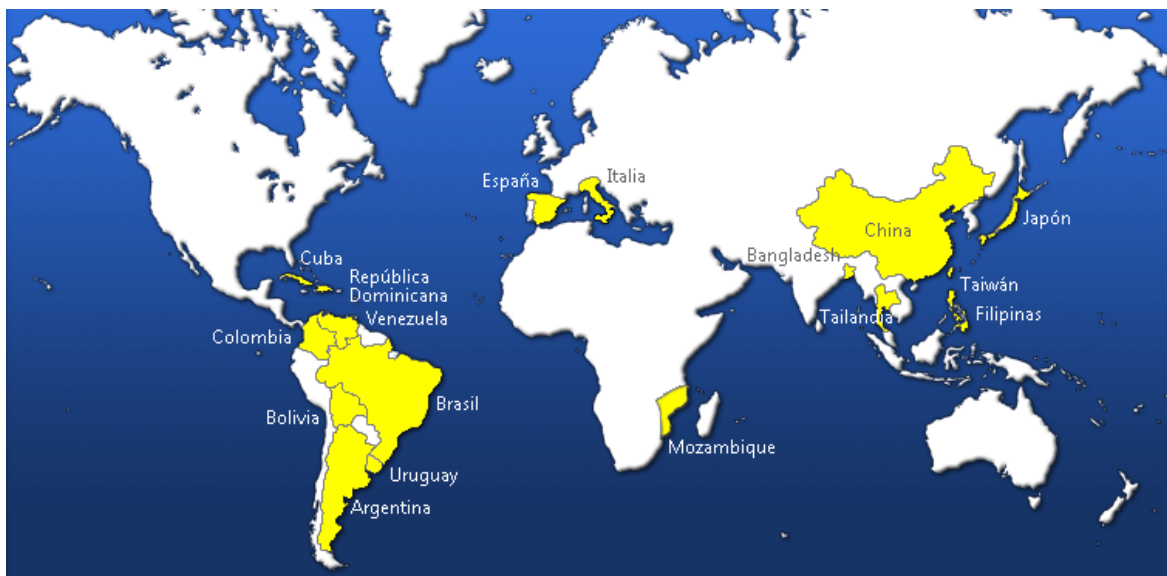 Italia
España
China
Japón
Bangladesh
Cuba
República
Dominicana
Taiwán
Venezuela
Tailandia
Filipinas
Colombia
Brasil
Bolivia
Mozambique
Uruguay
Argentina